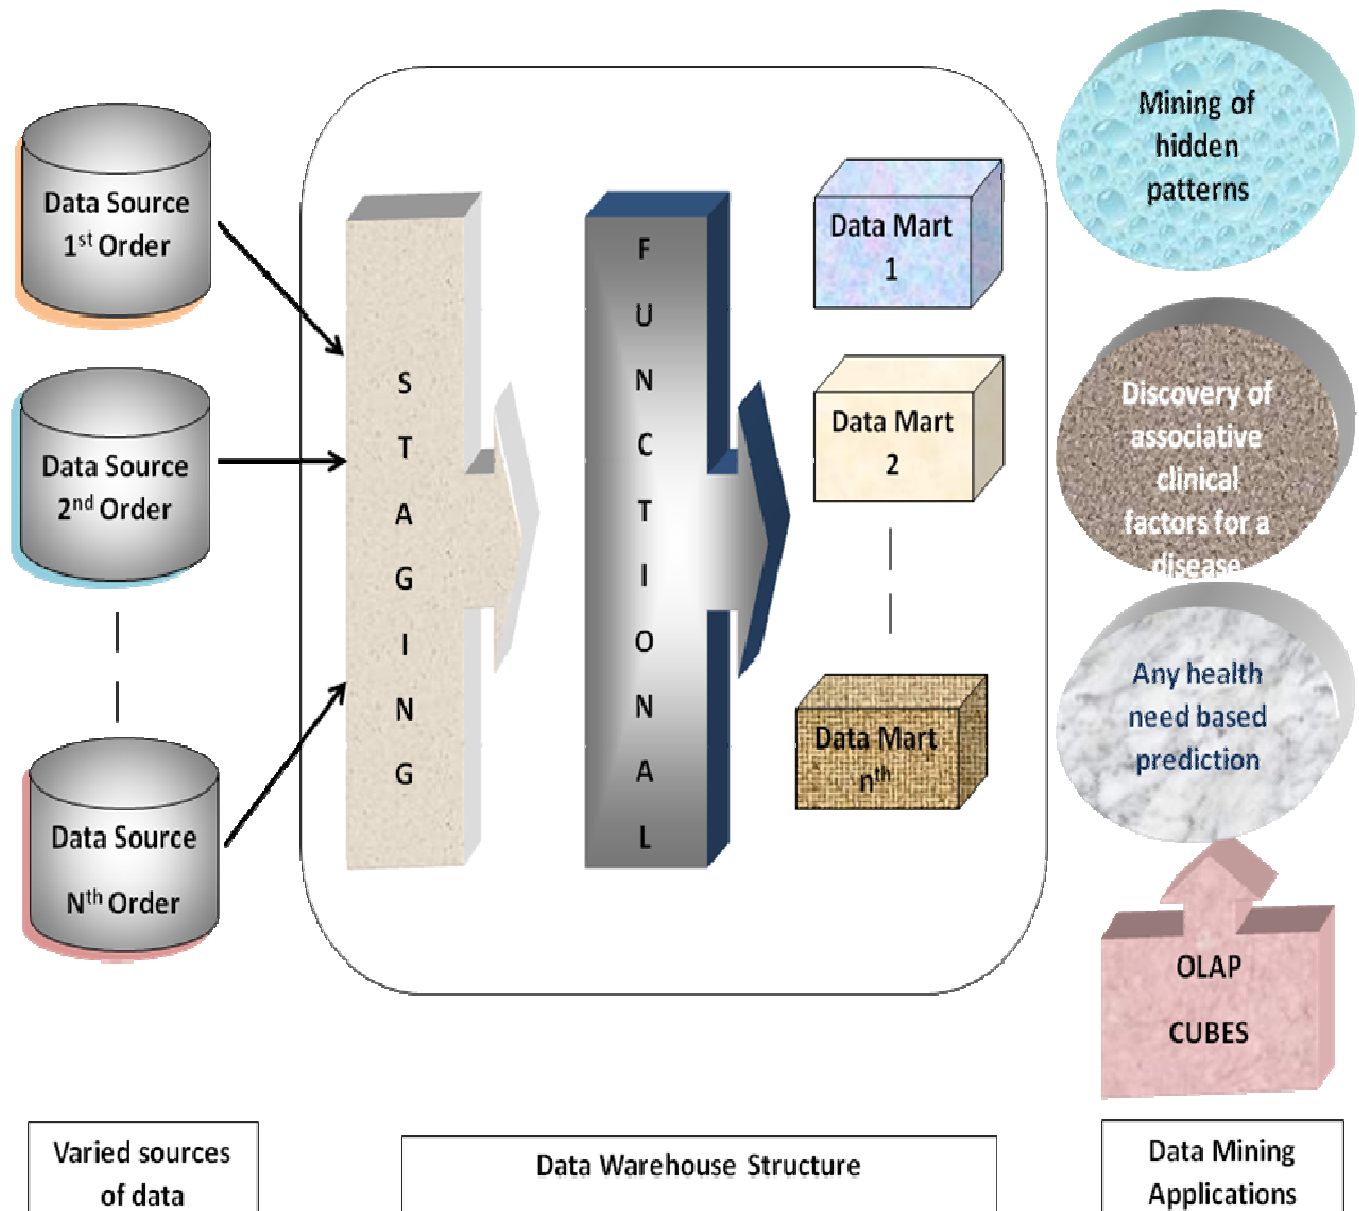 Data Source
1st Order
Data Source
2nd Order
Data Source
Nth Order
STAGING
FUNCTIONAL
Data Mart
1
Data Mart
2
Data Mart
nth
Mining of
hidden
patterns
Discovery of
associative
clinical
factors for a
disease
Any health
need based
prediction
OLAP
CUBES
Varied sources
of data
Data Warehouse Structure
Data Mining
Applications